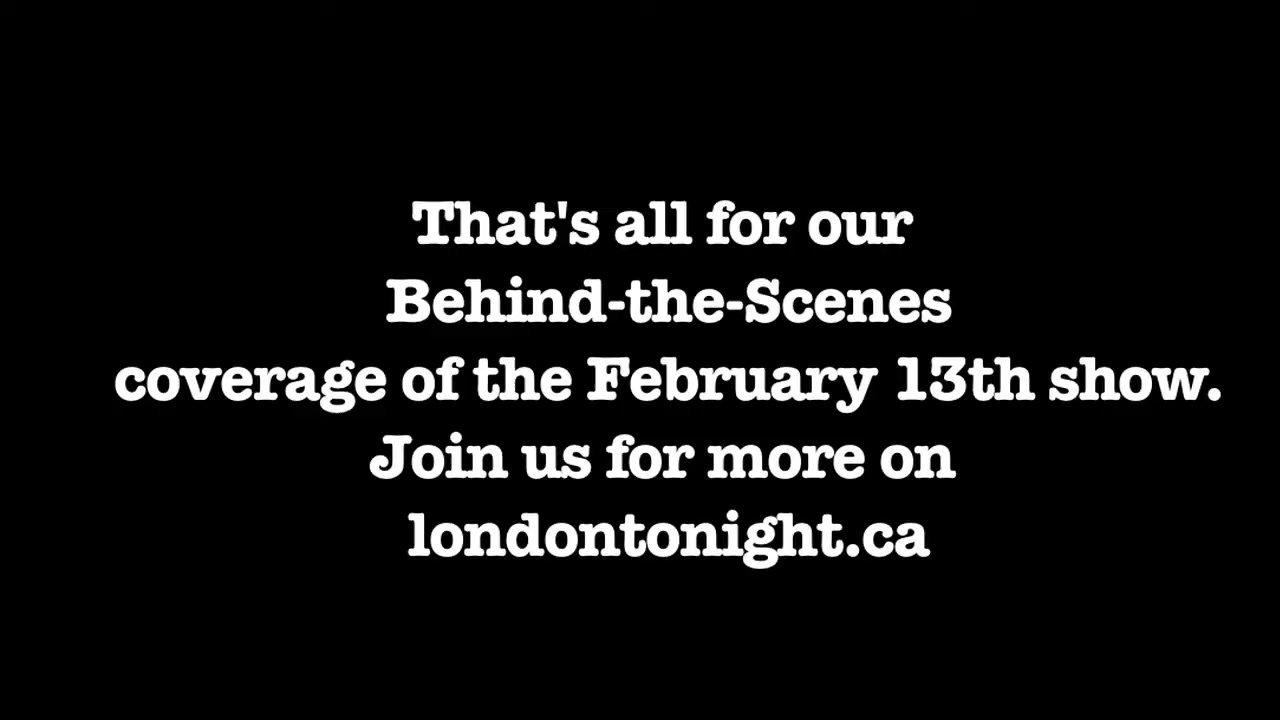 That's all for our
Behind-the-Scenes
coverage of the February 13th show.
Join us for more on
londontonight.ca